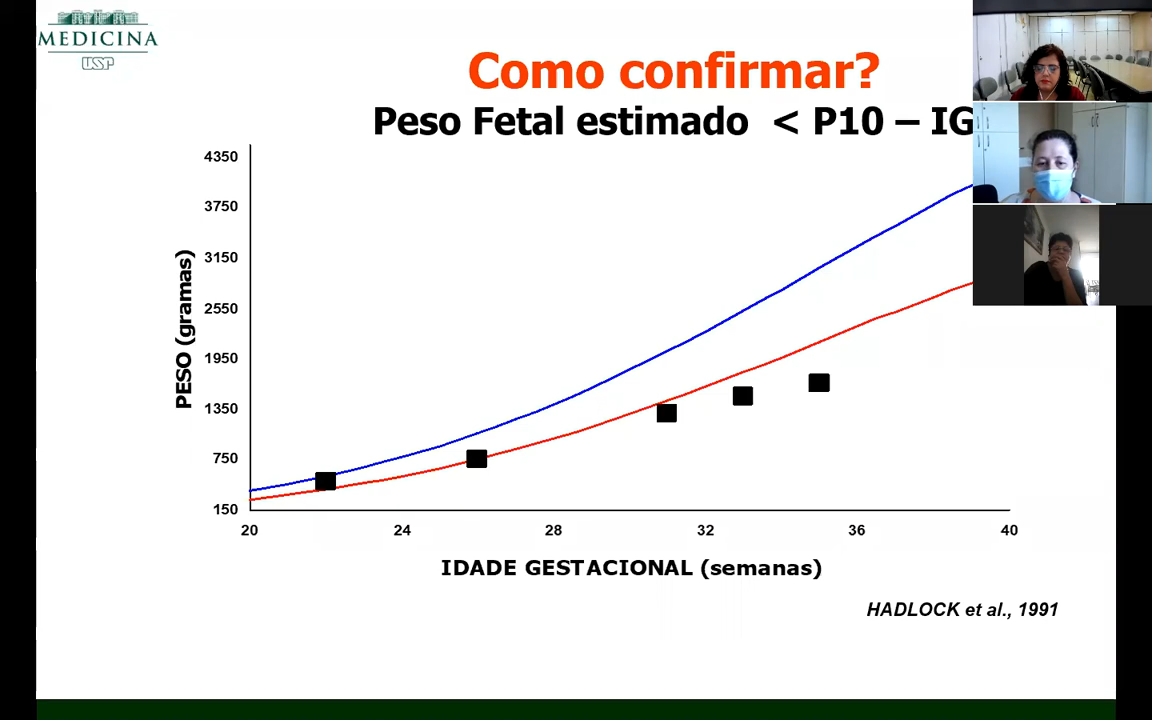 MEDICINA
USP
Como confirmar?
Peso Fetal estimado < P10 – IG
4350
3750
3150
2550
1950
1350
750
150
PESO (gramas)
20 24 28 32 36 40
IDADE GESTACIONAL (semanas)
HADLOCK et al., 1991